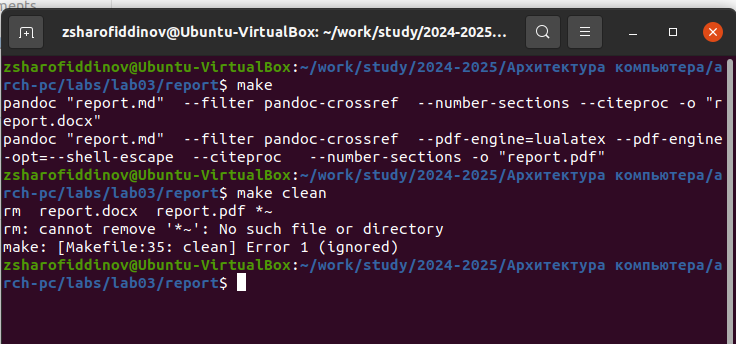 ments
zsharofiddinov@Ubuntu-VirtualBox: ~/work/study/2024-2025...
zsharofiddinov@Ubuntu-VirtualBox:~/work/study/2024-2025/Архитектура компьютера/a
rch-pc/labs/lab03/report$ make
pandoc "report.md"  --filter pandoc-crossref  --number-sections --citeproc -o "r
eport.docx"
pandoc "report.md"  --filter pandoc-crossref  --pdf-engine=lualatex --pdf-engine
-opt=--shell-escape  --citeproc   --number-sections -o "report.pdf"
zsharofiddinov@Ubuntu-VirtualBox:~/work/study/2024-2025/Архитектура компьютера/a
rch-pc/labs/lab03/report$ make clean
rm  report.docx  report.pdf *~
rm: cannot remove '*~': No such file or directory
make: [Makefile:35: clean] Error 1 (ignored)
zsharofiddinov@Ubuntu-VirtualBox:~/work/study/2024-2025/Архитектура компьютера/a
rch-pc/labs/lab03/report$